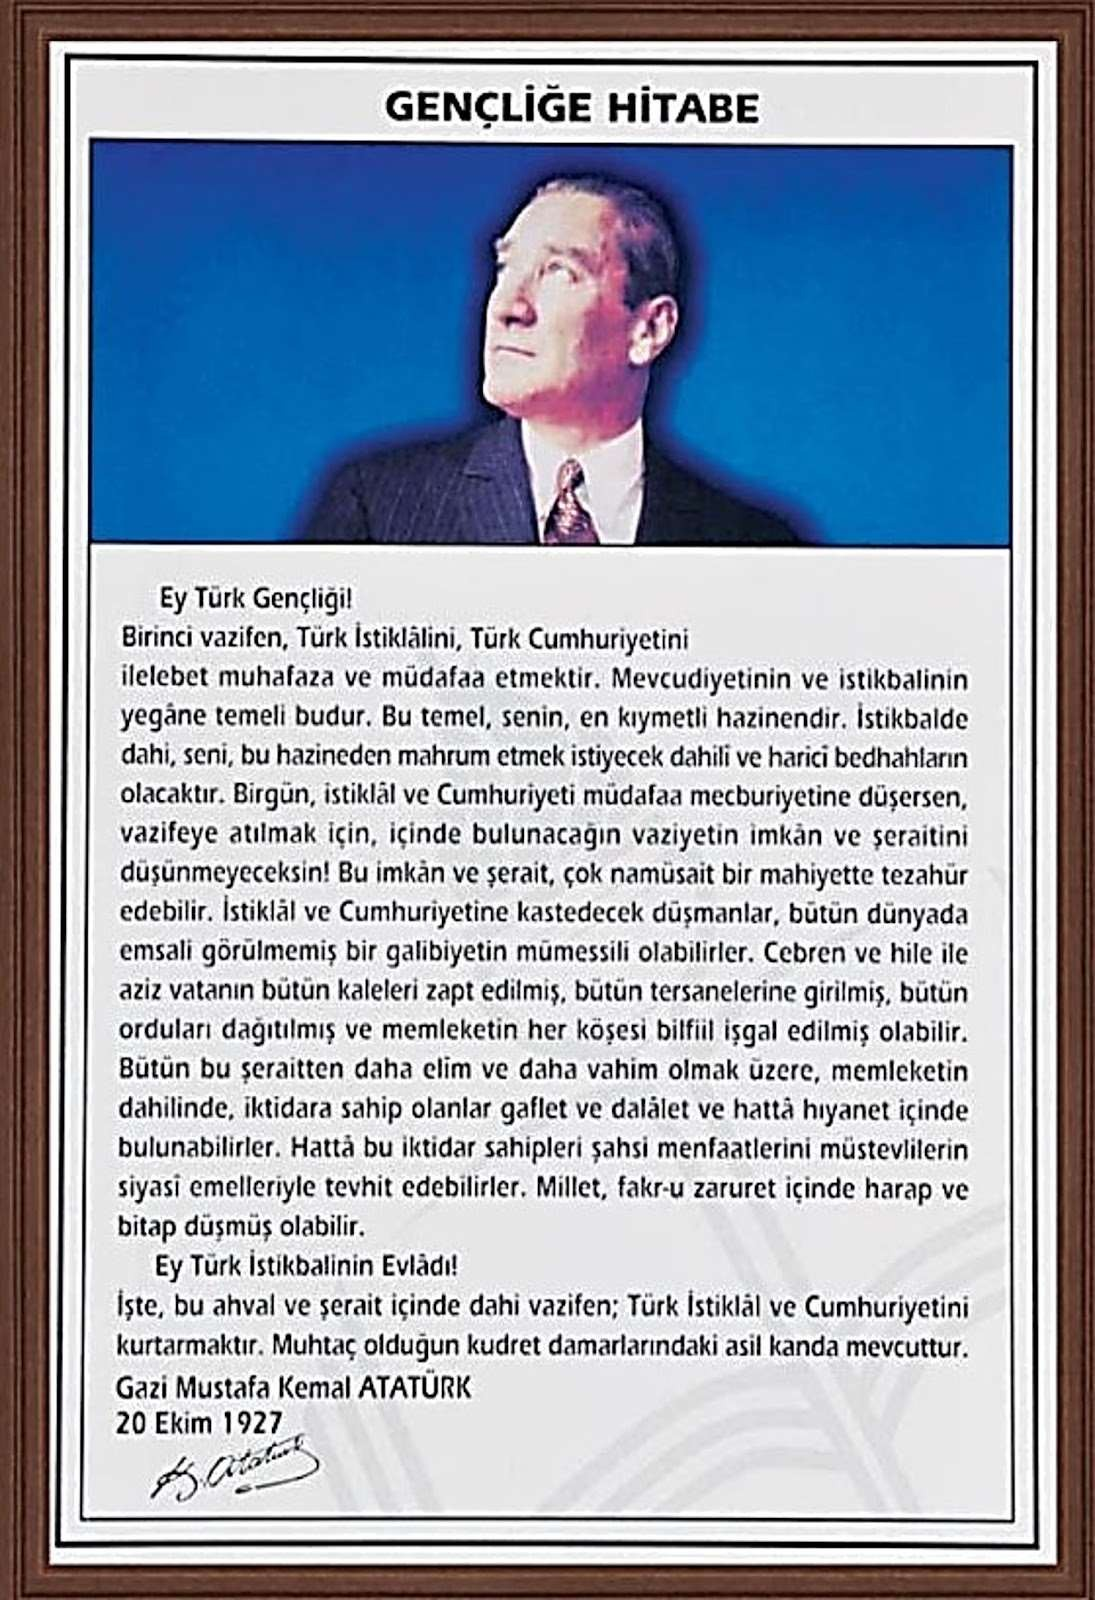 GENÇLİĞE HİTABE
Ey Türk Gençliği!
Birinci vazifen, Türk İstiklâlini, Türk Cumhuriyetini
ilelebet muhafaza ve müdafaa etmektir. Mevcudiyetinin ve istikbalinin
yegâne temeli budur. Bu temel, senin, en kıymetli hazinendir. İstikbalde
dahi, seni, bu hazineden mahrum etmek istiyecek dahilî ve haricî bedhahların
olacaktır. Birgün, istiklâl ve Cumhuriyeti müdafaa mecburiyetine düşersen,
vazifeye atılmak için, içinde bulunacağın vaziyetin imkân ve şeraitini
düşünmeyeceksin! Bu imkân ve şerait, çok namüsait bir mahiyette tezahür
edebilir. İstiklâl ve Cumhuriyetine kastedecek düşmanlar, bütün dünyada
emsali görülmemiş bir galibiyetin mümessili olabilirler. Cebren ve hile ile
aziz vatanın bütün kaleleri zapt edilmiş, bütün tersanelerine girilmiş, bütün
orduları dağıtılmış ve memleketin her köşesi bilfiil işgal edilmiş olabilir.
Bütün bu şeraitten daha elîm ve daha vahim olmak üzere, memleketin
dahilinde, iktidara sahip olanlar gaflet ve dalâlet ve hattâ hıyanet içinde
bulunabilirler. Hattâ bu iktidar sahipleri şahsi menfaatlerini müstevlilerin
siyasî emelleriyle tevhit edebilirler. Millet, fakr-u zaruret içinde harap ve
bitap düşmüş olabilir.
Ey Türk İstikbalinin Evlâdı!
İşte, bu ahval ve şerait içinde dahi vazifen; Türk İstiklâl ve Cumhuriyetini
kurtarmaktır. Muhtaç olduğun kudret damarlarındaki asil kanda mevcuttur.
Gazi Mustafa Kemal ATATÜRK
20 Ekim 1927
K. Atatürk